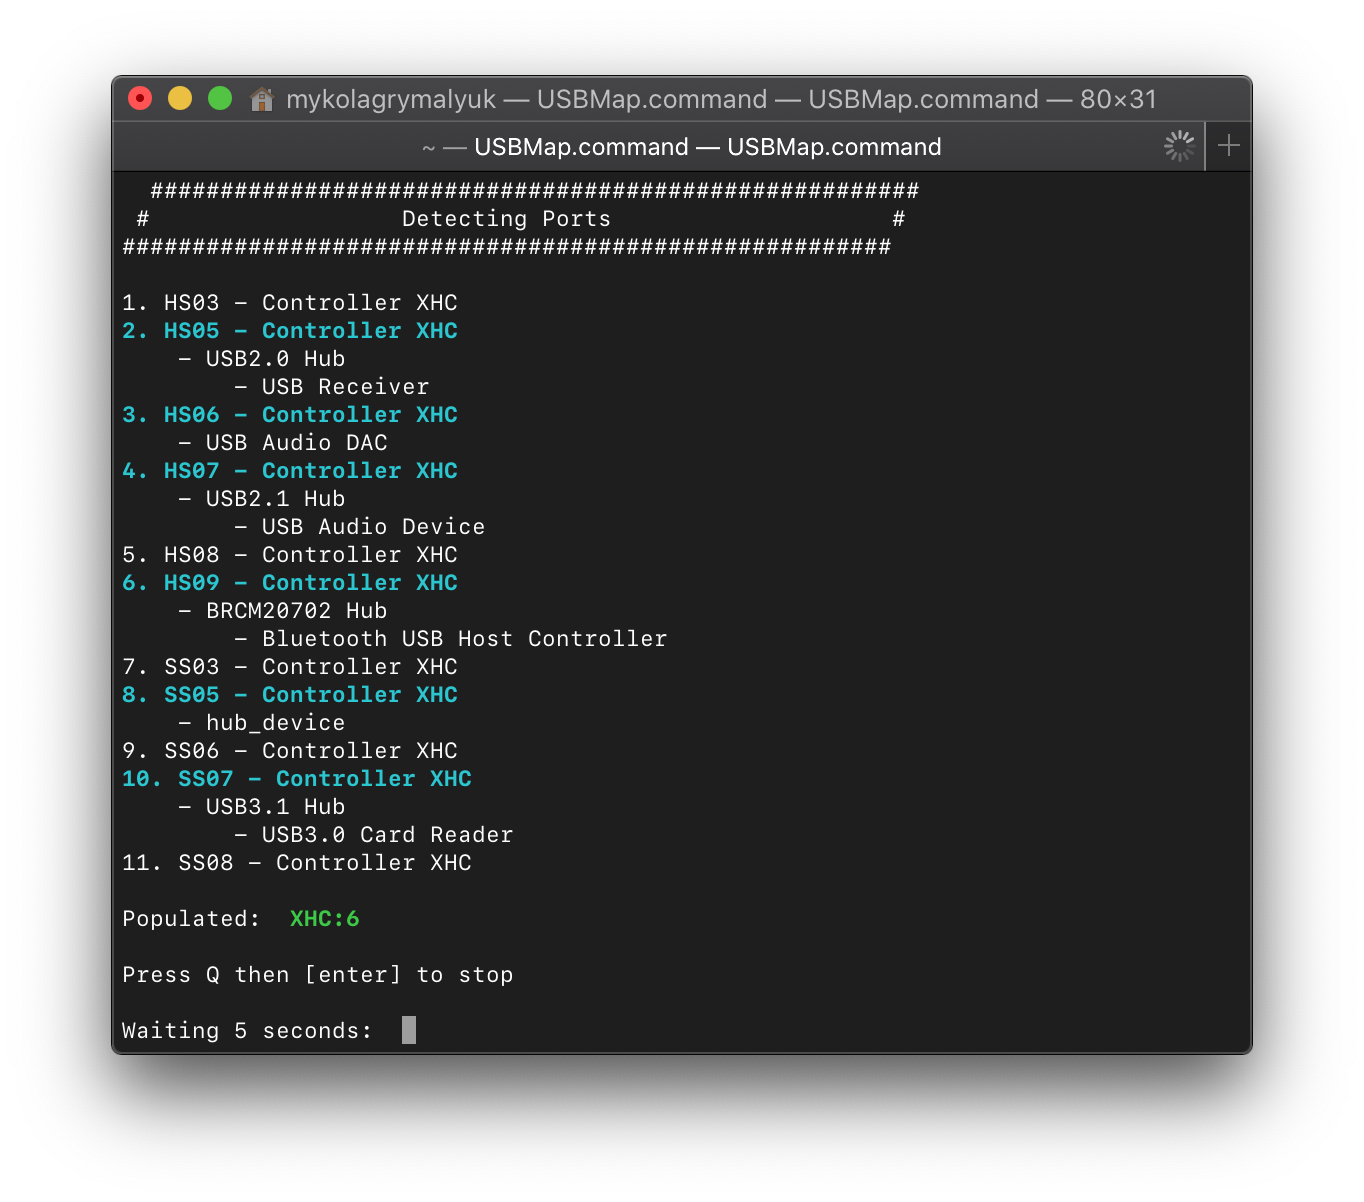 mykolagrymalyuk — USBMap.command — USBMap.command — 80×31
~ — USBMap.command — USBMap.command
#######################################################
# Detecting Ports #
#######################################################
1. HS03 - Controller XHC
2. HS05 - Controller XHC
- USB2.0 Hub
- USB Receiver
3. HS06 - Controller XHC
- USB Audio DAC
4. HS07 - Controller XHC
- USB2.1 Hub
- USB Audio Device
5. HS08 - Controller XHC
6. HS09 - Controller XHC
- BRCM20702 Hub
- Bluetooth USB Host Controller
7. SS03 - Controller XHC
8. SS05 - Controller XHC
- hub_device
9. SS06 - Controller XHC
10. SS07 - Controller XHC
- USB3.1 Hub
- USB3.0 Card Reader
11. SS08 - Controller XHC
Populated: XHC:6
Press Q then [enter] to stop
Waiting 5 seconds: